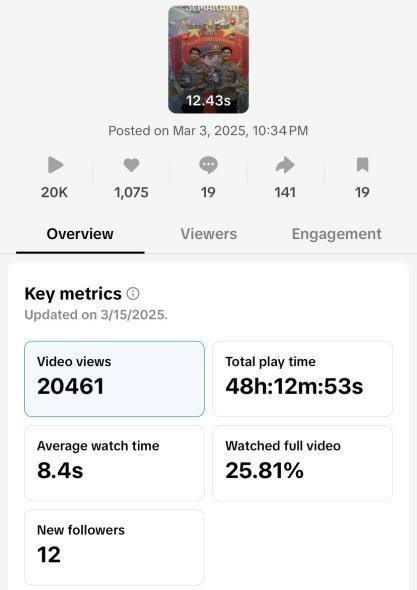 SEMARANG
12.43s
Posted on Mar 3, 2025, 10:34 PM
20K 1,075 19 141 19
Overview Viewers Engagement
Key metrics
Updated on 3/15/2025.
Video views Total play time
20461 48h:12m:53s
Average watch time Watched full video
8.4s 25.81%
New followers
12